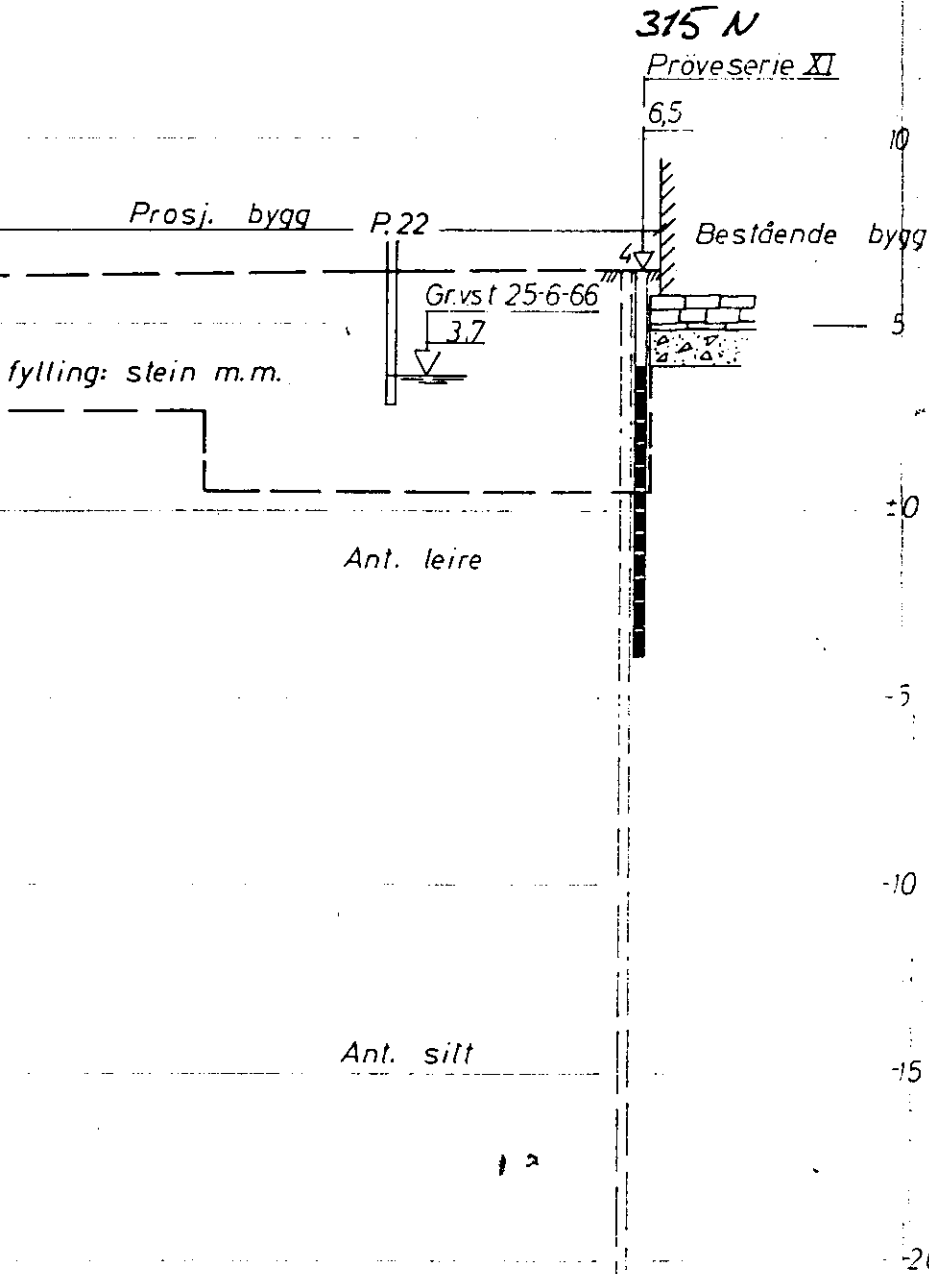 315 N
Pröveserie XI
6,5
10
Prosj. bygg
P. 22
Bestående bygg
4
Gr.vst 25-6-66
3.7
5
fylling: stein m.m.
±0
Ant. leire
-5
-10
Ant. silt
-15